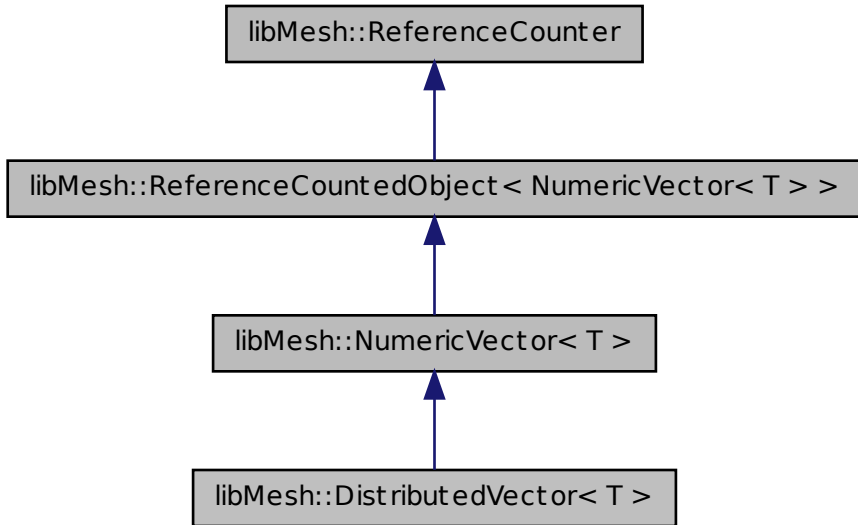 libMesh::ReferenceCounter
libMesh::ReferenceCountedObject< NumericVector< T > >
libMesh::NumericVector< T >
libMesh::DistributedVector< T >